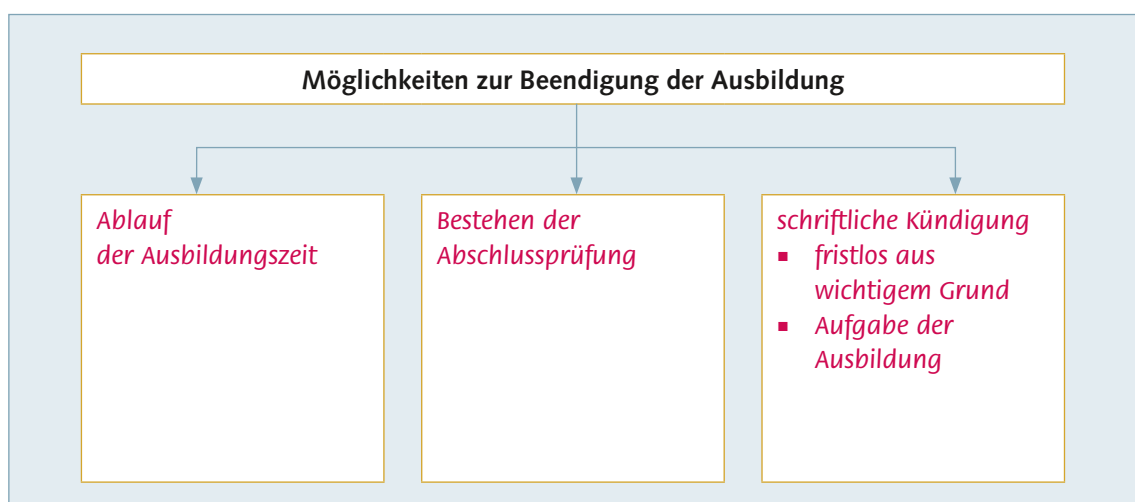 Möglichkeiten zur Beendigung der Ausbildung
Ablauf
der Ausbildungszeit
Bestehen der
Abschlussprüfung
schriftliche Kündigung
▪ fristlos aus
wichtigem Grund
▪ Aufgabe der
Ausbildung